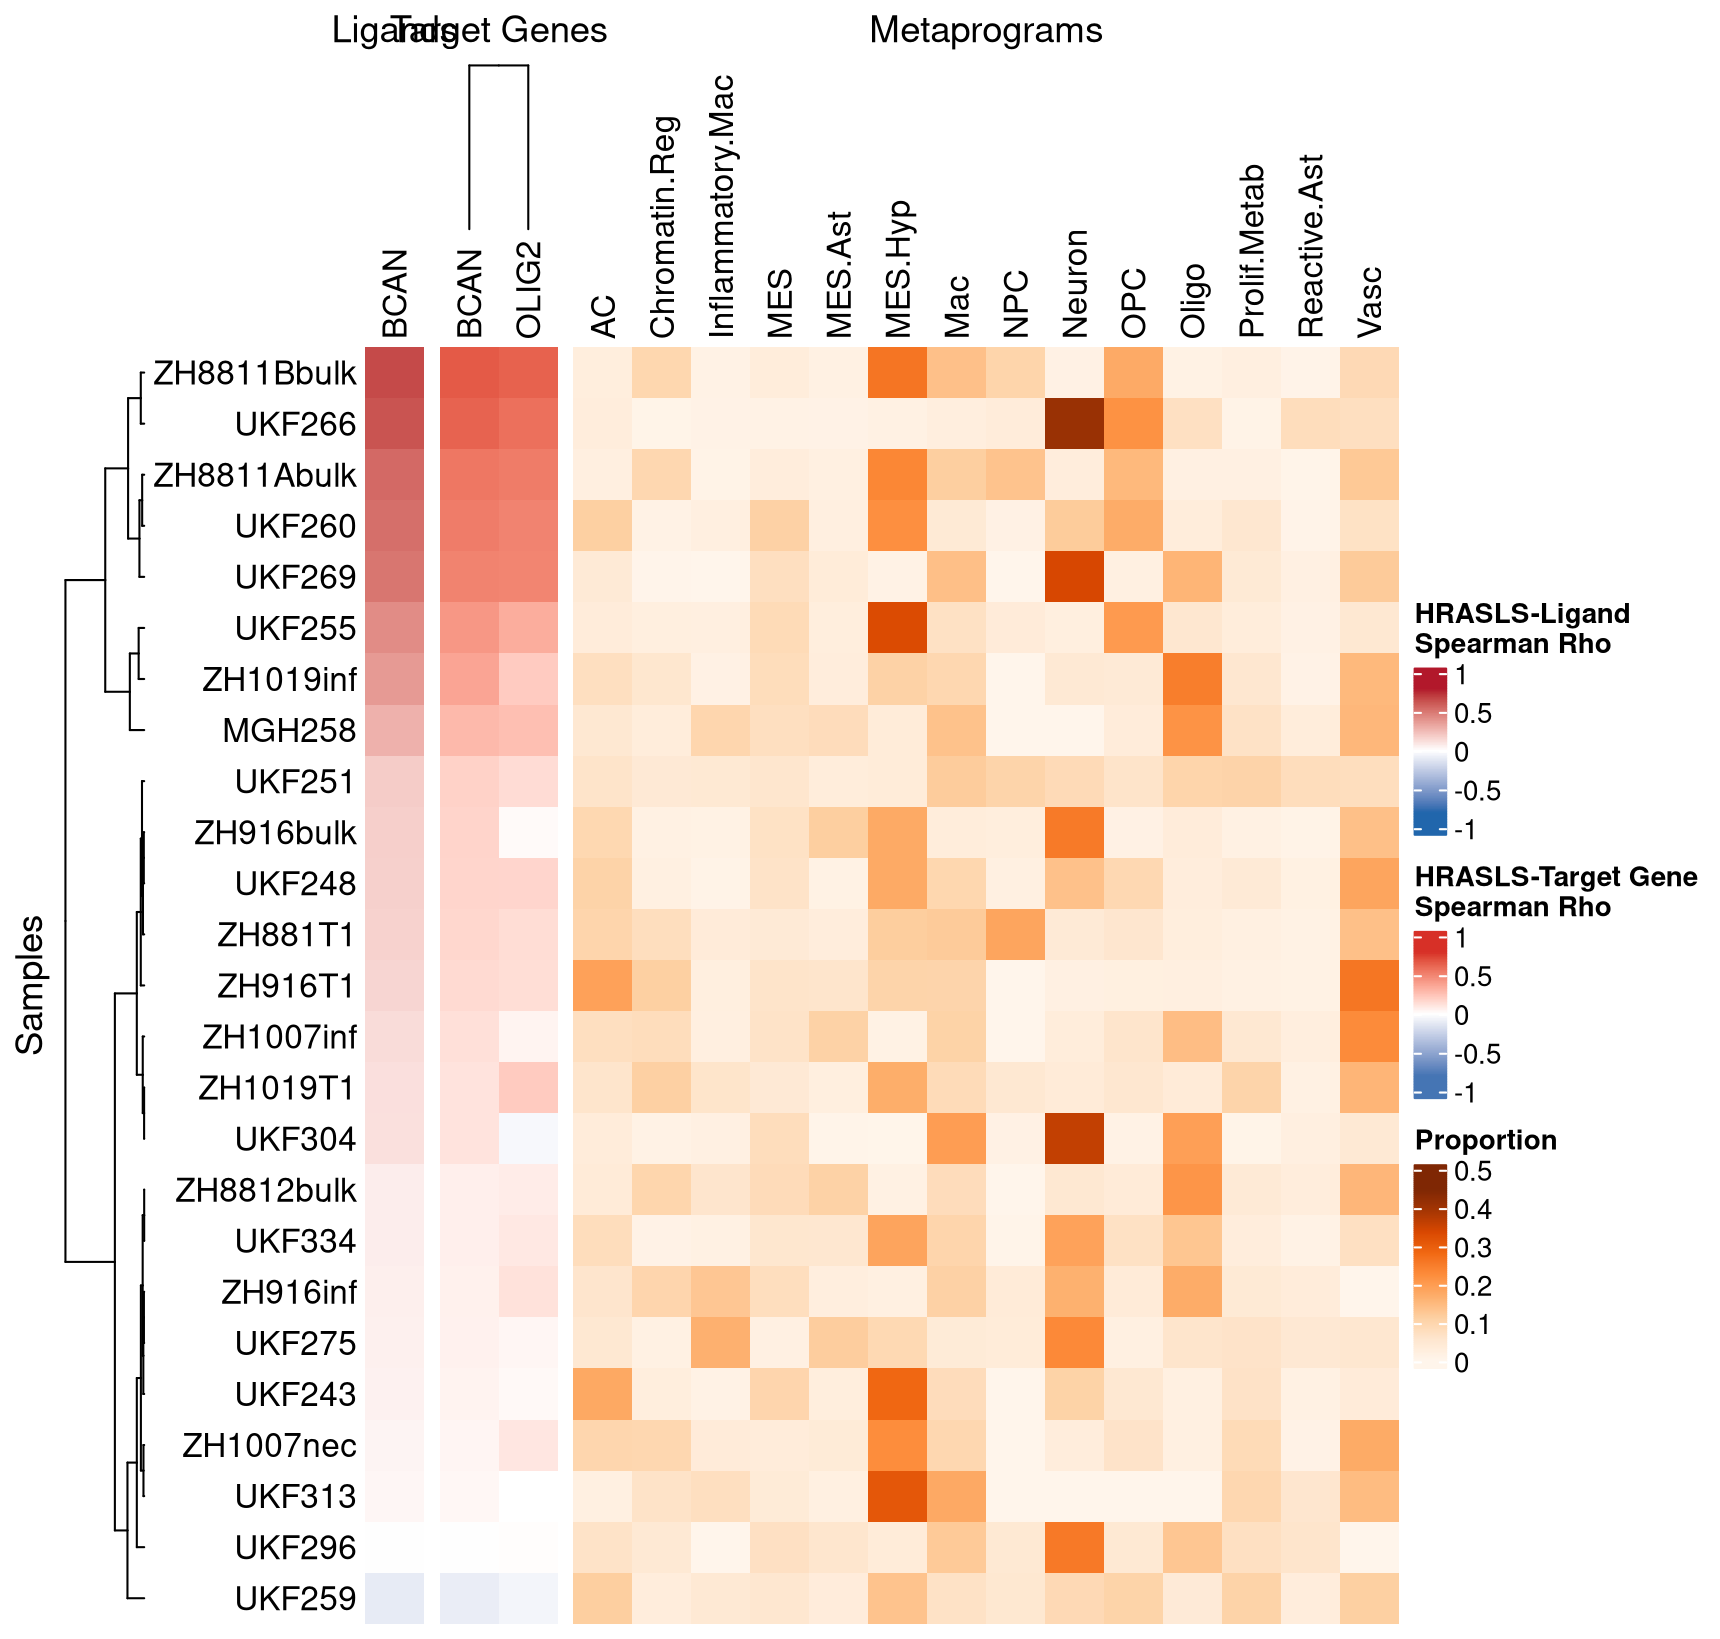 Ligands Target Genes Metaprograms
BCAN BCAN OLIG2 AC Chromatin.Reg Inflammatory.Mac MES MES.Ast MES.Hyp Mac NPC Neuron OPC Oligo Prolif.Metab Reactive.Ast Vasc
Samples
ZH8811Bbulk
UKF266
ZH8811Abulk
UKF260
UKF269
UKF255
ZH1019inf
MGH258
UKF251
ZH916bulk
UKF248
ZH881T1
ZH916T1
ZH1007inf
ZH1019T1
UKF304
ZH8812bulk
UKF334
ZH916inf
UKF275
UKF243
ZH1007nec
UKF313
UKF296
UKF259
HRASLS-Ligand
Spearman Rho
1
0.5
0
-0.5
-1
HRASLS-Target Gene
Spearman Rho
1
0.5
0
-0.5
-1
Proportion
0.5
0.4
0.3
0.2
0.1
0